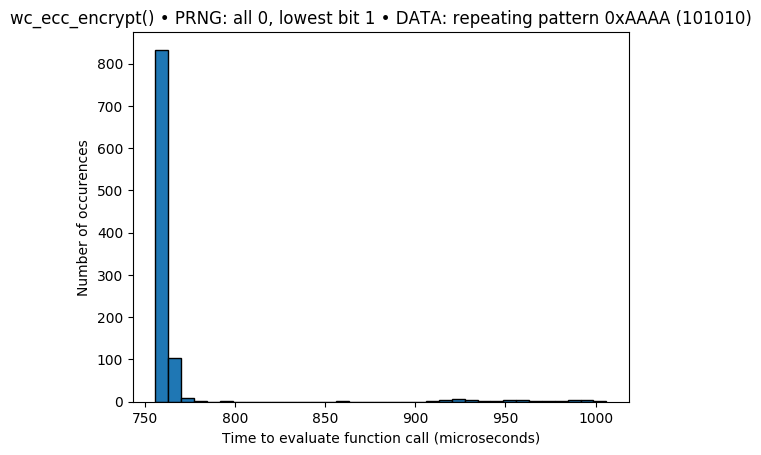 wc_ecc_encrypt() • PRNG: all 0, lowest bit 1 • DATA: repeating pattern 0xAAAA (101010)
800
700
600
500
400
300
200
100
0
Number of occurences
750 800 850 900 950 1000
Time to evaluate function call (microseconds)